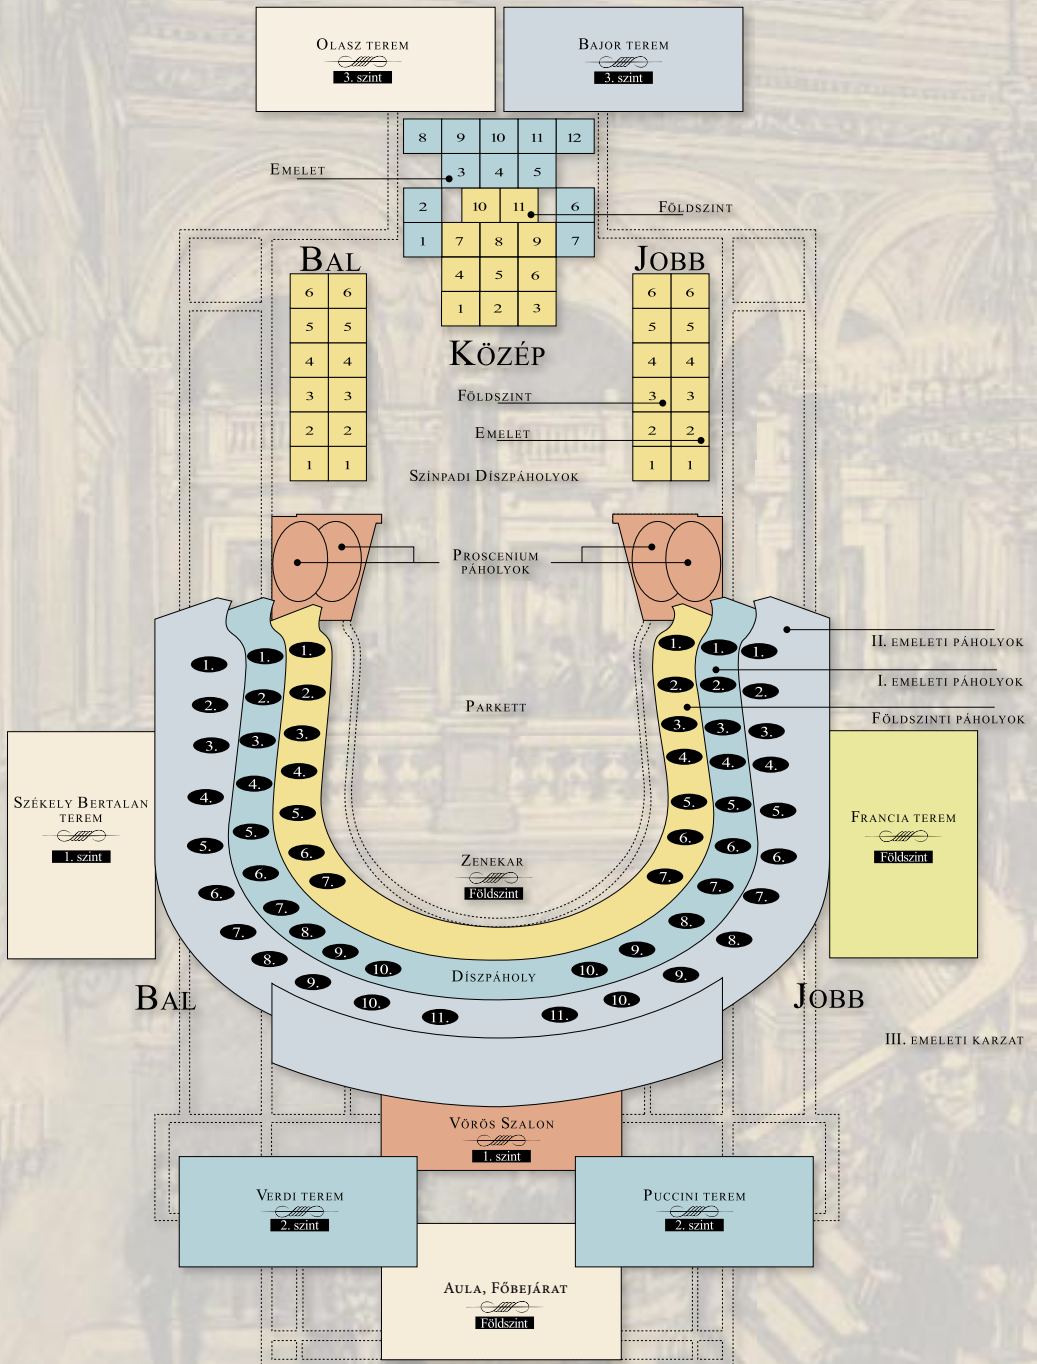 Olasz terem
3. szint
Bajor terem
3. szint
8 9 10 11 12
Emelet
3 4 5
2 10 11 6
Földszint
1 7 8 9 7
Bal
Jobb
4 5 6
1 2 3
6 6
5 5
4 4
3 3
2 2
1 1
6 6
5 5
4 4
3 3
2 2
1 1
Közép
Földszint
Emelet
Színpadi Díszpáholyok
Proscenium
páholyok
II. emeleti páholyok
I. emeleti páholyok
Földszinti páholyok
1. 1. 1.
2. 2. 2.
3. 3. 3.
4. 4. 4.
5. 5. 5.
6. 6. 6.
7. 7. 7.
8. 8.
9. 9.
10. 10.
11.
1. 1. 1.
2. 2. 2.
3. 3. 3.
4. 4. 4.
5. 5. 5.
6. 6. 6.
7. 7. 7.
8. 8.
9. 9.
10. 10.
11.
Parkett
Székely Bertalan
terem
1. szint
Francia terem
Földszint
Zenekar
Földszint
Díszpáholy
Bal
Jobb
III. emeleti karzat
Vörös Szalon
1. szint
Verdi terem
2. szint
Puccini terem
2. szint
Aula, Főbejárat
Földszint